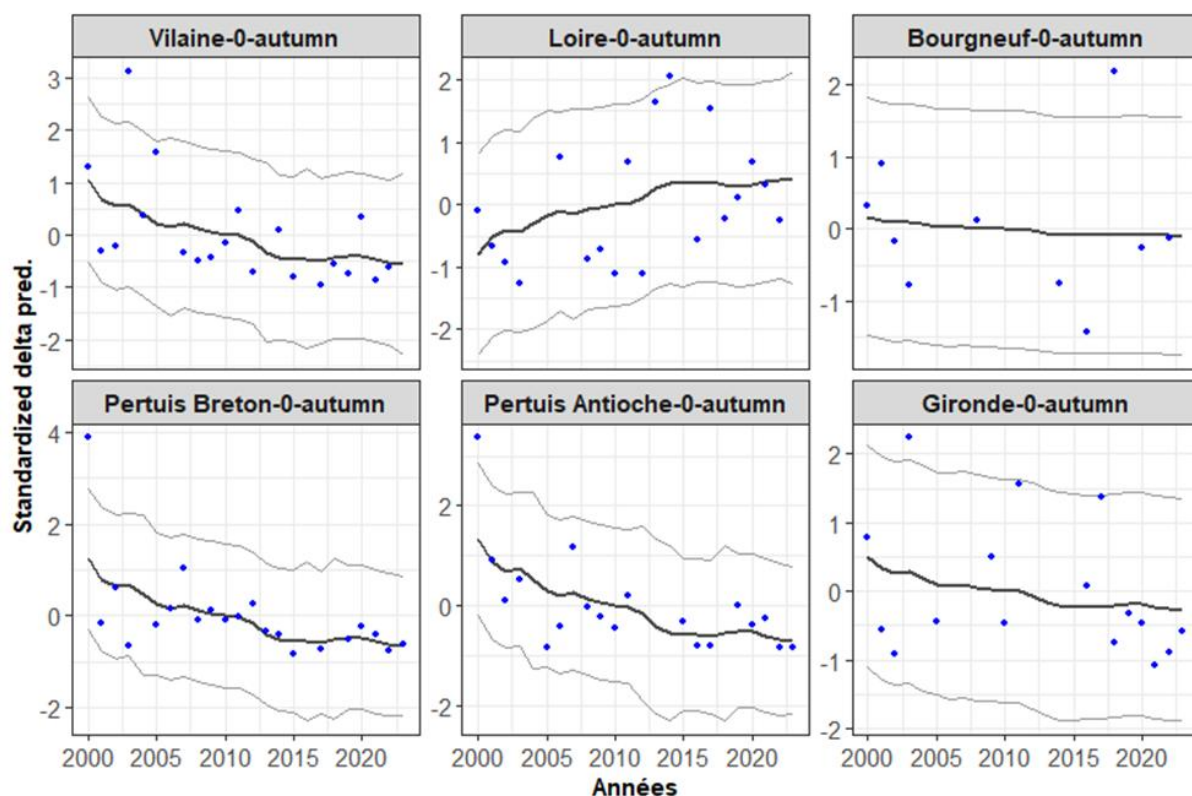 Vilaine-0-autumn
Loire-0-autumn
Bourgneuf-0-autumn
3
2
1
0
-1
-2
2
1
0
-1
-2
2
1
0
-1
Standardized delta pred.
Pertuis Breton-0-autumn
Pertuis Antioche-0-autumn
Gironde-0-autumn
4
2
0
-2
2
0
-2
2
1
0
-1
-2
2000 2005 2010 2015 2020
2000 2005 2010 2015 2020
2000 2005 2010 2015 2020
Années